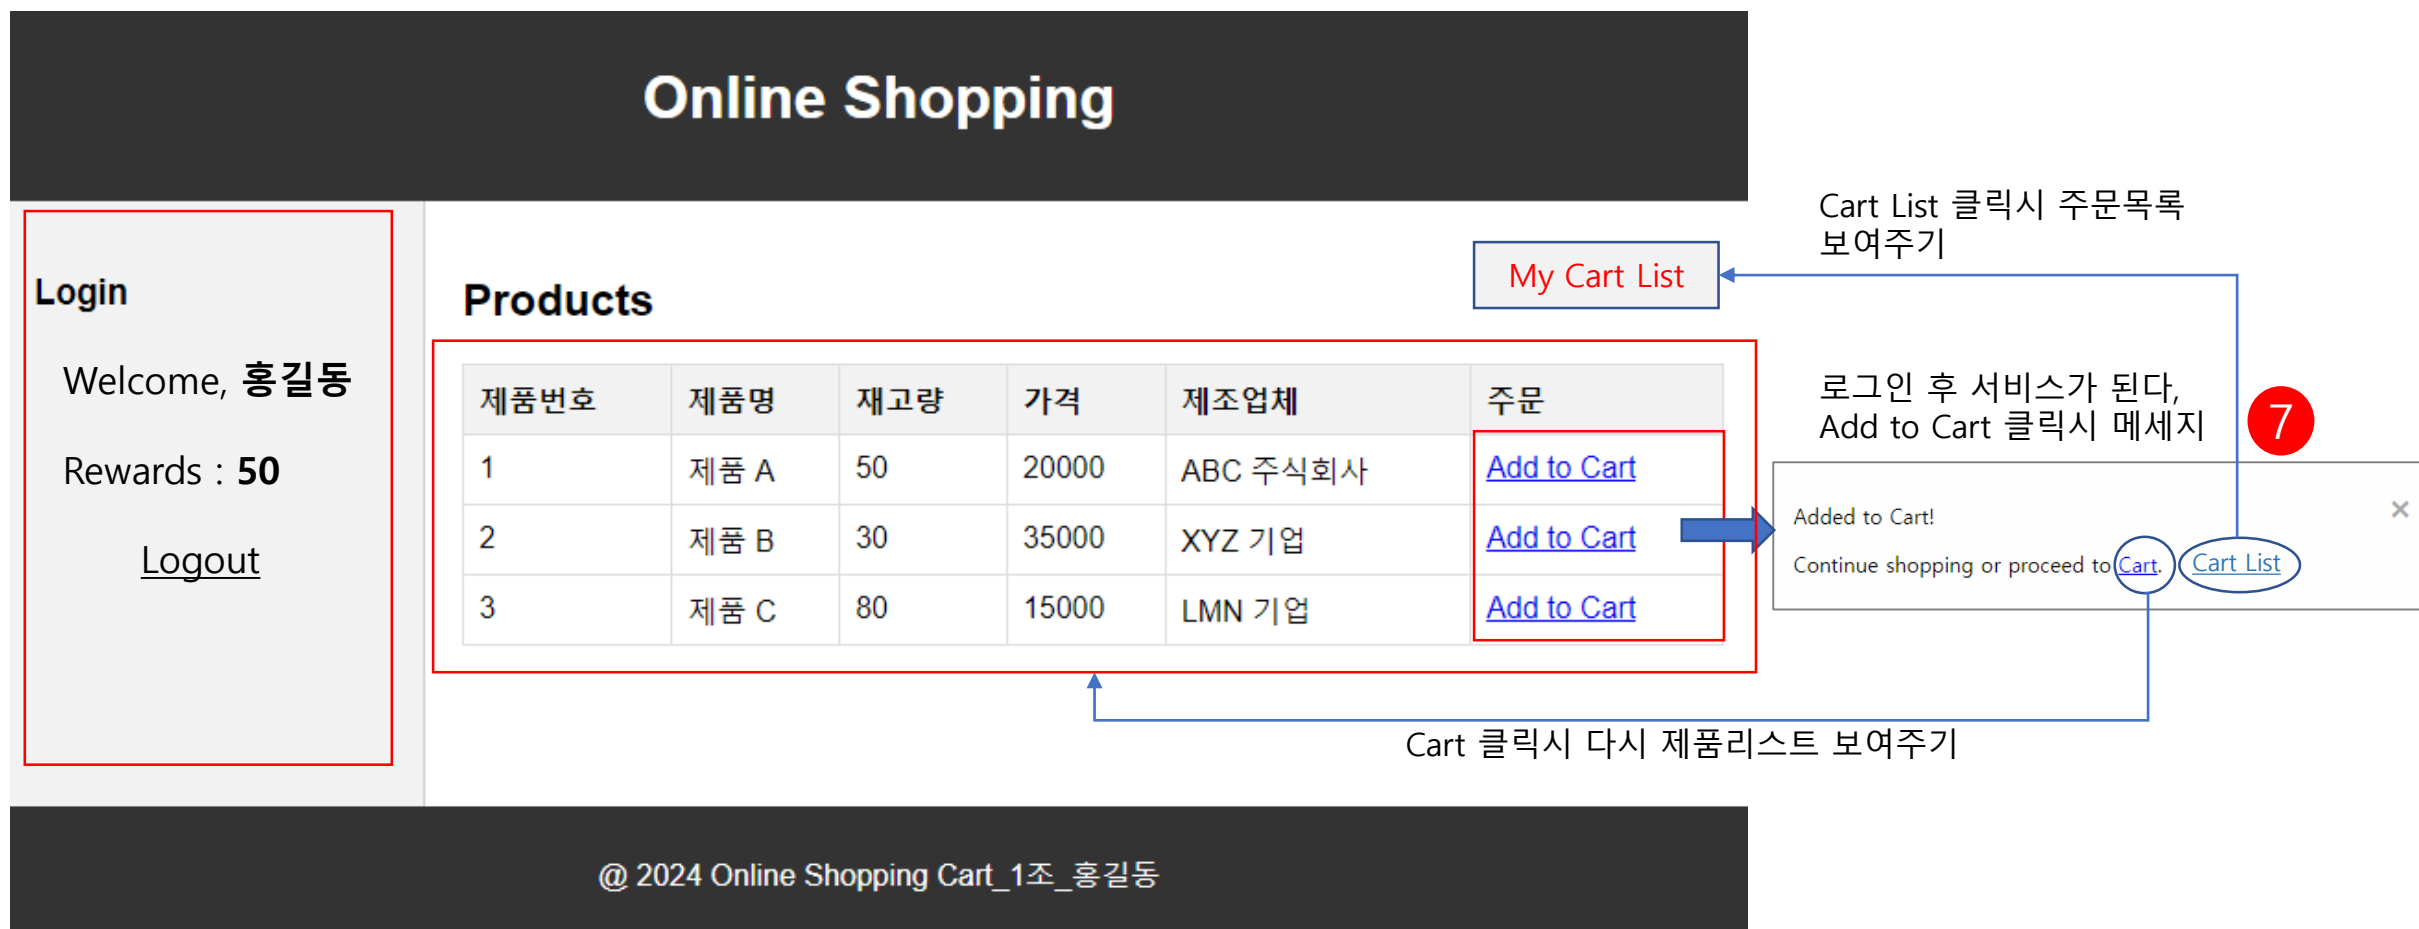 Online Shopping
Login
Welcome, 홍길동
Rewards : 50
Logout
Products
My Cart List
제품번호 제품명 재고량 가격 제조업체 주문
1 제품 A 50 20000 ABC 주식회사 Add to Cart
2 제품 B 30 35000 XYZ 기업 Add to Cart
3 제품 C 80 15000 LMN 기업 Add to Cart
Cart List 클릭시 주문목록
보여주기
로그인 후 서비스가 된다,
Add to Cart 클릭시 메세지
7
Added to Cart!
×
Continue shopping or proceed to Cart. Cart List
Cart 클릭시 다시 제품리스트 보여주기
@ 2024 Online Shopping Cart_1조_홍길동